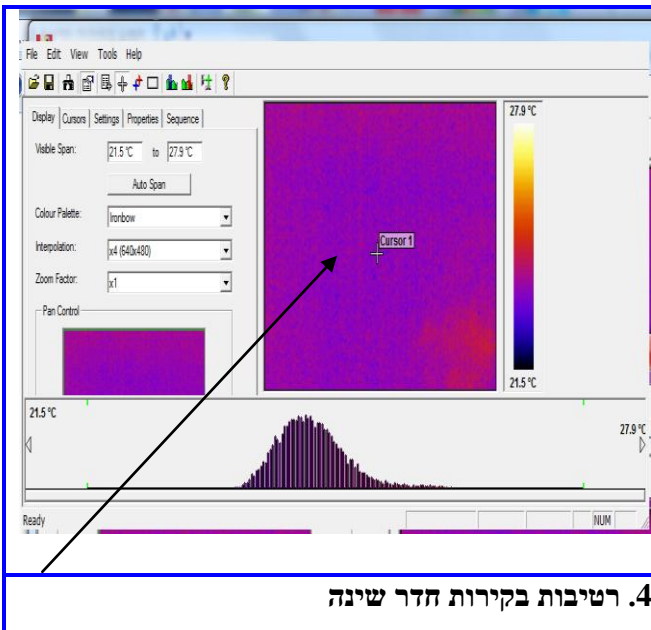 File Edit View Tools Help
Display Cursors Settings Properties Sequence
Visible Span: 21.5 °C to 27.9 °C
Auto Span
Colour Palette: Ironbow
Interpolation: x4 (640x480)
Zoom Factor: x1
Pan Control
Cursor 1
27.9 °C
21.5 °C
21.5 °C
27.9 °C
Ready
NUM
4. רטיבות בקירות חדר שינה